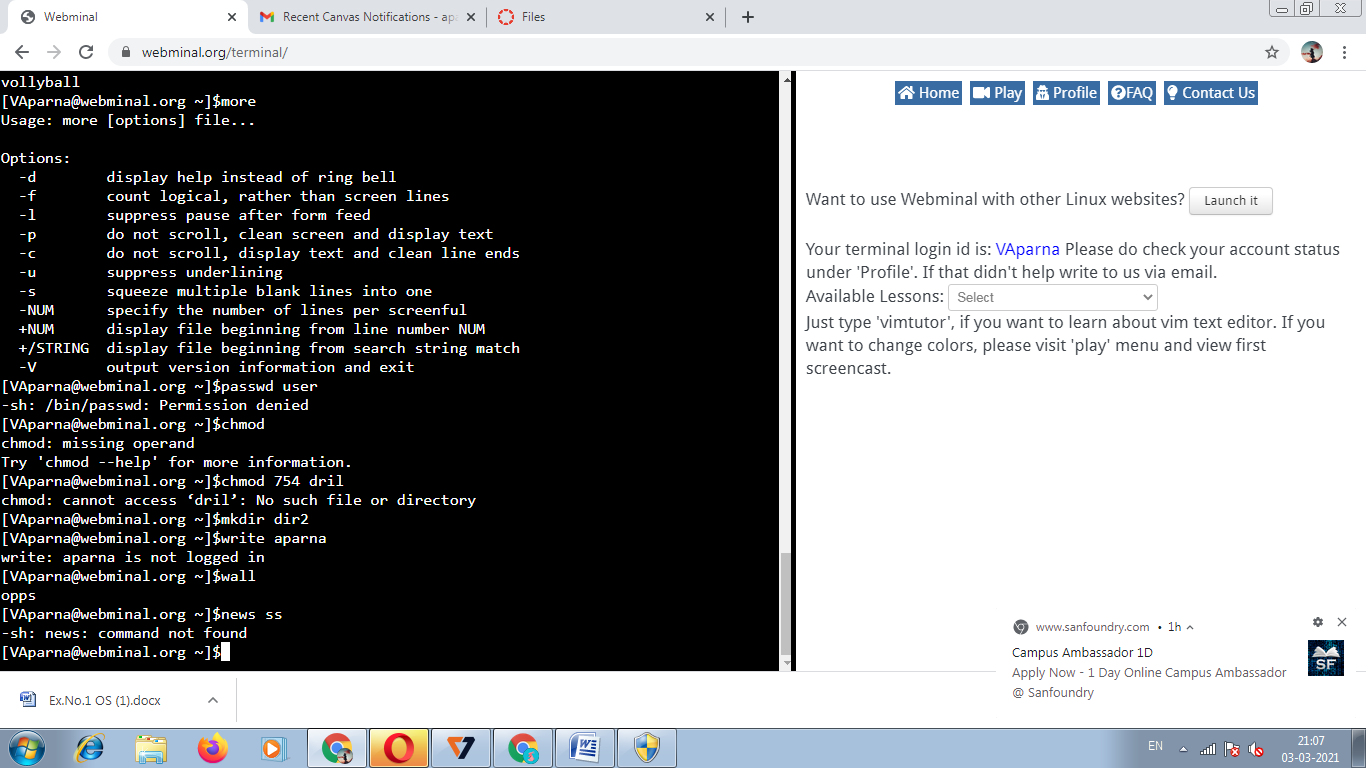 Webminal
Recent Canvas Notifications - apa
Files
webminal.org/terminal/
vollyball
[VAparna@webminal.org ~]$more
Usage: more [options] file...
Options:
-d display help instead of ring bell
-f count logical, rather than screen lines
-l suppress pause after form feed
-p do not scroll, clean screen and display text
-c do not scroll, display text and clean line ends
-u suppress underlining
-s squeeze multiple blank lines into one
-NUM specify the number of lines per screenful
+NUM display file beginning from line number NUM
+/STRING display file beginning from search string match
-V output version information and exit
[VAparna@webminal.org ~]$passwd user
-sh: /bin/passwd: Permission denied
[VAparna@webminal.org ~]$chmod
chmod: missing operand
Try 'chmod --help' for more information.
[VAparna@webminal.org ~]$chmod 754 dril
chmod: cannot access ‘dril’: No such file or directory
[VAparna@webminal.org ~]$mkdir dir2
[VAparna@webminal.org ~]$write aparna
write: aparna is not logged in
[VAparna@webminal.org ~]$wall
opps
[VAparna@webminal.org ~]$news ss
-sh: news: command not found
[VAparna@webminal.org ~]$
Home Play Profile FAQ Contact Us
Want to use Webminal with other Linux websites? Launch it
Your terminal login id is: VAparna Please do check your account status
under 'Profile'. If that didn't help write to us via email.
Available Lessons: Select
Just type 'vimtutor', if you want to learn about vim text editor. If you
want to change colors, please visit 'play' menu and view first
screencast.
www.sanfoundry.com • 1h
Campus Ambassador 1D
Apply Now - 1 Day Online Campus Ambassador
@ Sanfoundry
SF
Ex.No.1 OS (1).docx
EN
21:07
03-03-2021